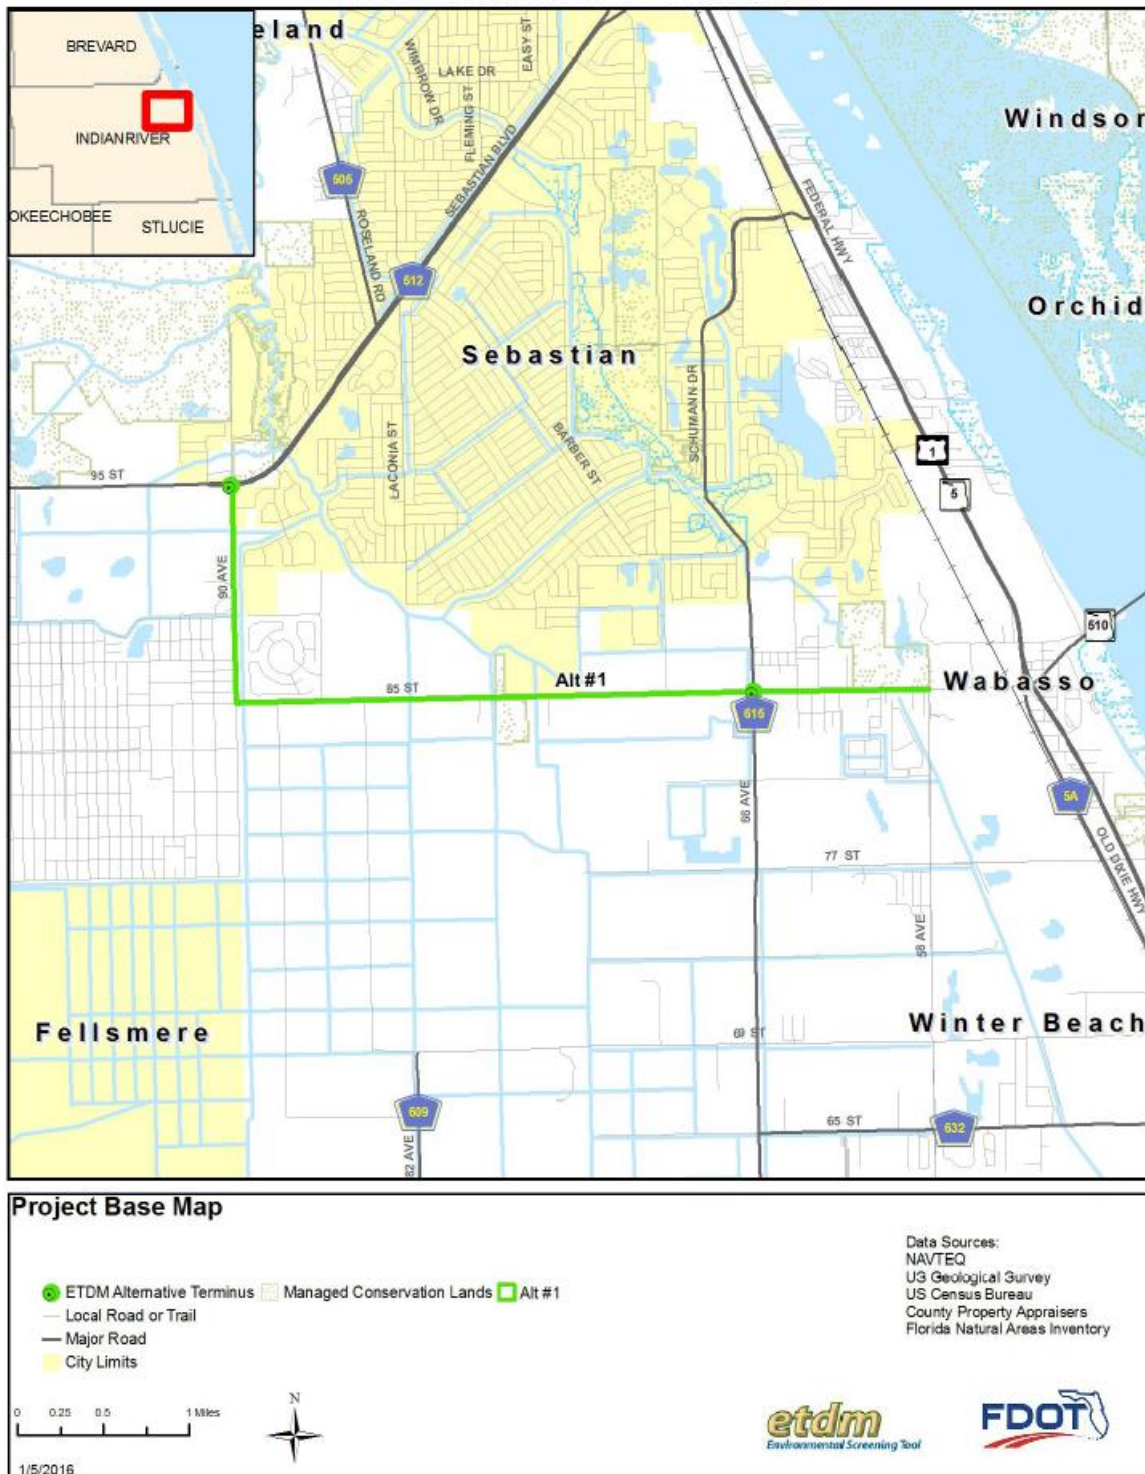 BREVARD
INDIANRIVER
OKEECHOBEE
STLUCIE
eland
WIMBROW DR
LAKE DR
EASY ST
FLEMING ST
SEBASTIAN BLVD
505
ROSELAND RD
512
Windsor
FEDERAL HWY
Orchid
Sebastian
SCHUMANN DR
BARBER ST
LACONIA ST
95 ST
1
5
90 AVE
510
85 ST
Alt #1
Wabasso
615
66 AVE
5A
OLD DIXIE HWY
77 ST
58 AVE
Fellsmere
69 ST
Winter Beach
609
82 AVE
65 ST
632
Project Base Map
ETDM Alternative Terminus
Managed Conservation Lands
Alt #1
Local Road or Trail
Major Road
City Limits
0 0.25 0.5 1 Miles
N
1/5/2016
Data Sources:
NAVTEQ
US Geological Survey
US Census Bureau
County Property Appraisers
Florida Natural Areas Inventory
etdm
Environmental Screening Tool
FDOT